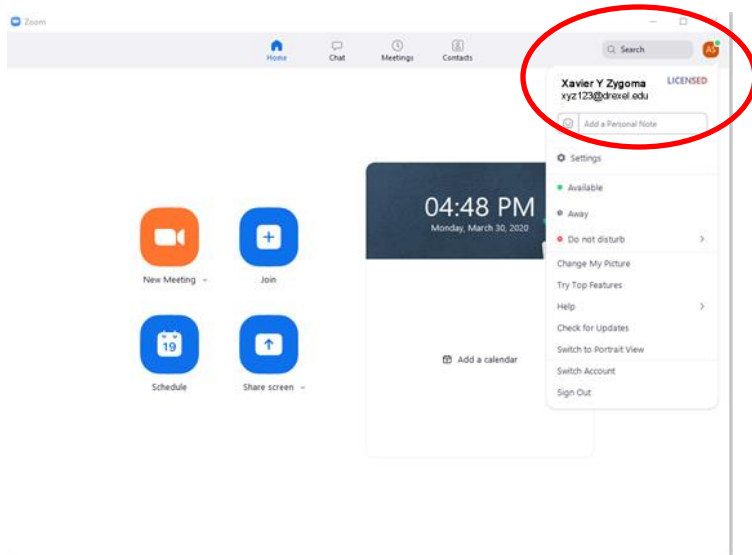 Zoom
Home Chat Meetings Contacts Search AS
Xavier Y Zygoma LICENSED
xyz123@drexel.edu
Add a Personal Note
Settings
Available
Away
Do not disturb
Change My Picture
Try Top Features
Help
Check for Updates
Switch to Portrait View
Switch Account
Sign Out
04:48 PM
Monday, March 30, 2020
Add a calendar
New Meeting Join
19
Schedule Share screen